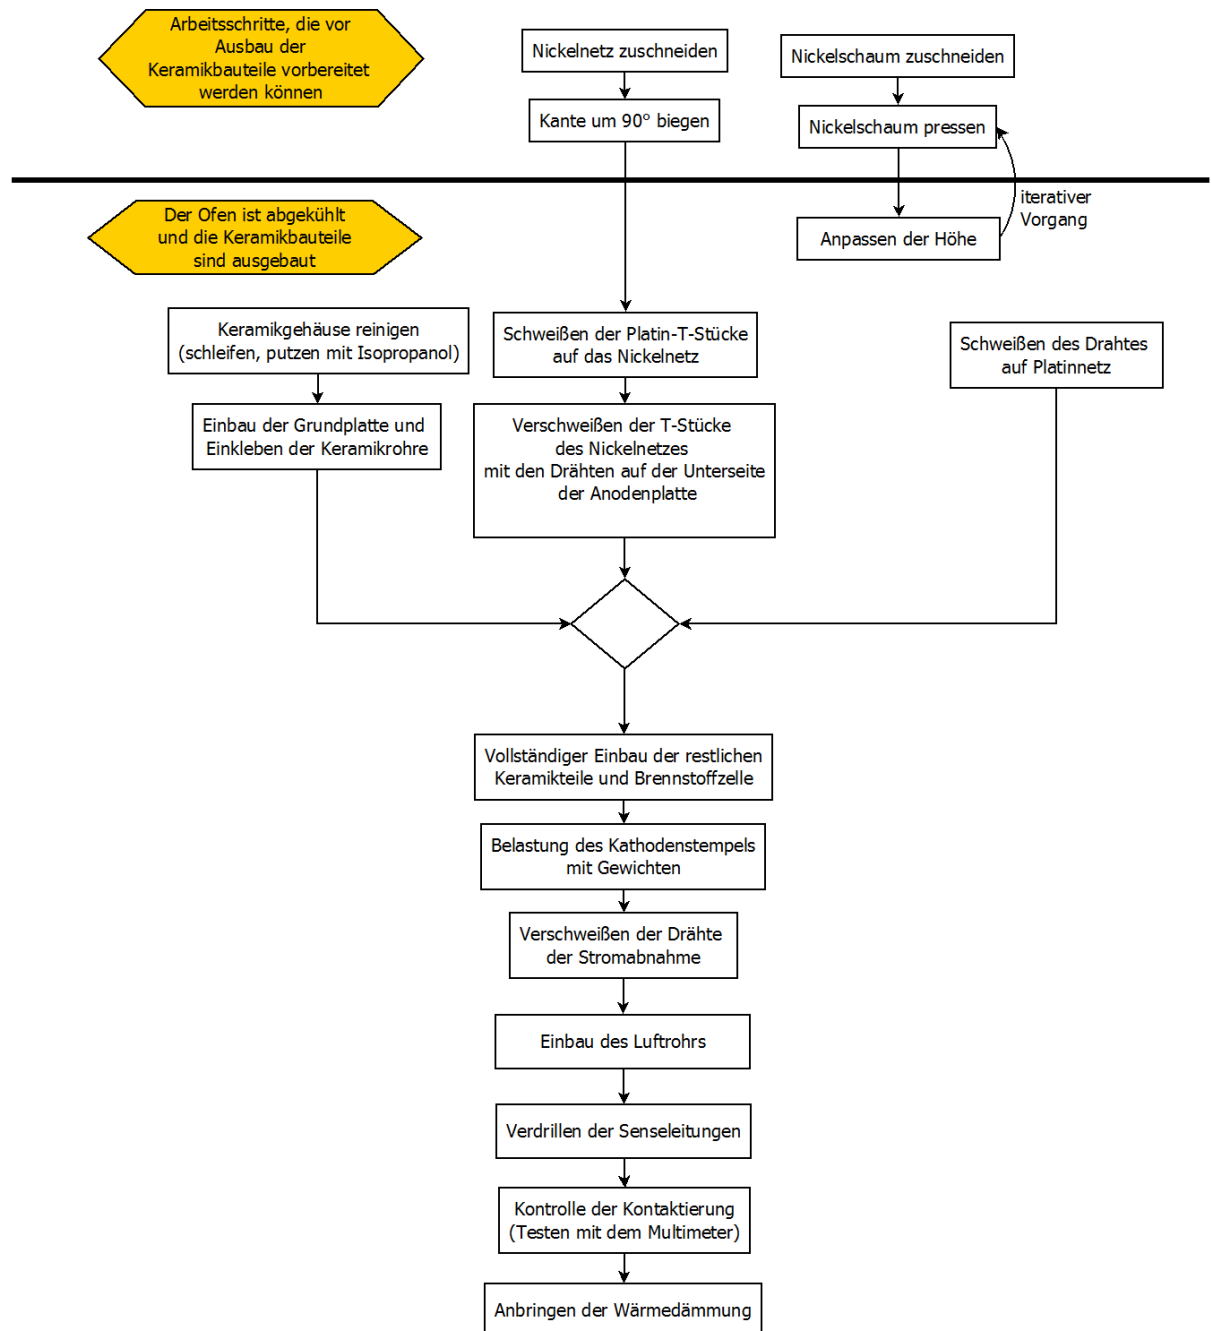 Arbeitsschritte, die vor
Ausbau der
Keramikbauteile vorbereitet
werden können
Nickelnetz zuschneiden
Nickelschaum zuschneiden
Kante um 90° biegen
Nickelschaum pressen
iterativer
Vorgang
Der Ofen ist abgekühlt
und die Keramikbauteile
sind ausgebaut
Anpassen der Höhe
Keramikgehäuse reinigen
(schleifen, putzen mit Isopropanol)
Schweißen der Platin-T-Stücke
auf das Nickelnetz
Schweißen des Drahtes
auf Platinnetz
Einbau der Grundplatte und
Einkleben der Keramikrohre
Verschweißen der T-Stücke
des Nickelnetzes
mit den Drähten auf der Unterseite
der Anodenplatte
Vollständiger Einbau der restlichen
Keramikteile und Brennstoffzelle
Belastung des Kathodenstempels
mit Gewichten
Verschweißen der Drähte
der Stromabnahme
Einbau des Luftrohrs
Verdrillen der Senseleitungen
Kontrolle der Kontaktierung
(Testen mit dem Multimeter)
Anbringen der Wärmedämmung